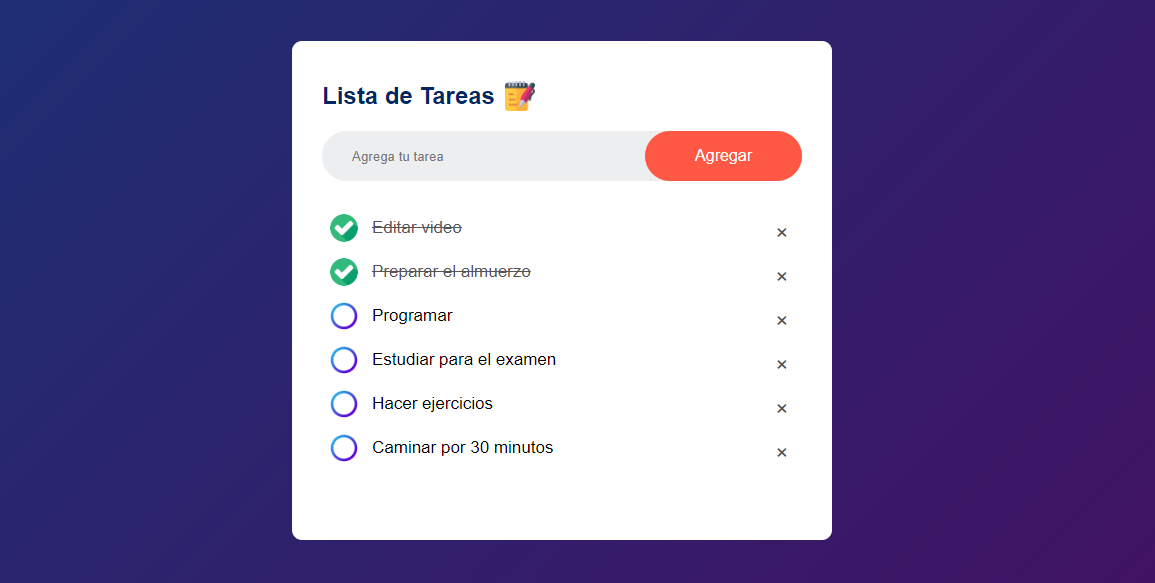 Lista de Tareas
Agrega tu tarea
Agregar
Editar video
Preparar el almuerzo
Programar
Estudiar para el examen
Hacer ejercicios
Caminar por 30 minutos